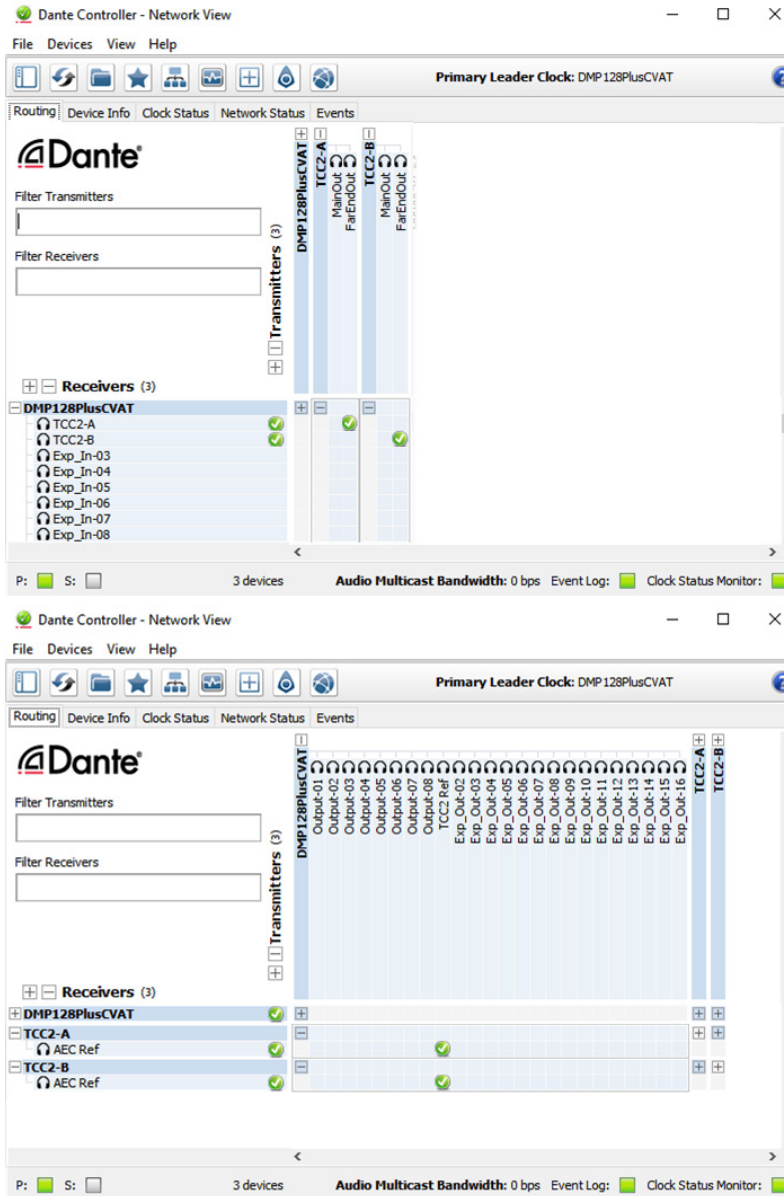 Dante Controller - Network View
File Devices View Help
Primary Leader Clock: DMP128PlusCVAT
Routing Device Info Clock Status Network Status Events
Dante
Filter Transmitters
Filter Receivers
Transmitters (3)
DMP128PlusCVAT
TCC2-A
MainOut
FarEndOut
TCC2-B
MainOut
FarEndOut
Receivers (3)
DMP128PlusCVAT
TCC2-A
TCC2-B
Exp_In-03
Exp_In-04
Exp_In-05
Exp_In-06
Exp_In-07
Exp_In-08
P: S: 3 devices Audio Multicast Bandwidth: 0 bps Event Log: Clock Status Monitor:
Dante Controller - Network View
File Devices View Help
Primary Leader Clock: DMP128PlusCVAT
Routing Device Info Clock Status Network Status Events
Dante
Filter Transmitters
Filter Receivers
Transmitters (3)
DMP128PlusCVAT
Output-01
Output-02
Output-03
Output-04
Output-05
Output-06
Output-07
Output-08
TCC2 Ref
Exp_Out-02
Exp_Out-03
Exp_Out-04
Exp_Out-05
Exp_Out-06
Exp_Out-07
Exp_Out-08
Exp_Out-09
Exp_Out-10
Exp_Out-11
Exp_Out-12
Exp_Out-13
Exp_Out-14
Exp_Out-15
Exp_Out-16
TCC2-A
TCC2-B
Receivers (3)
DMP128PlusCVAT
TCC2-A
AEC Ref
TCC2-B
AEC Ref
P: S: 3 devices Audio Multicast Bandwidth: 0 bps Event Log: Clock Status Monitor: